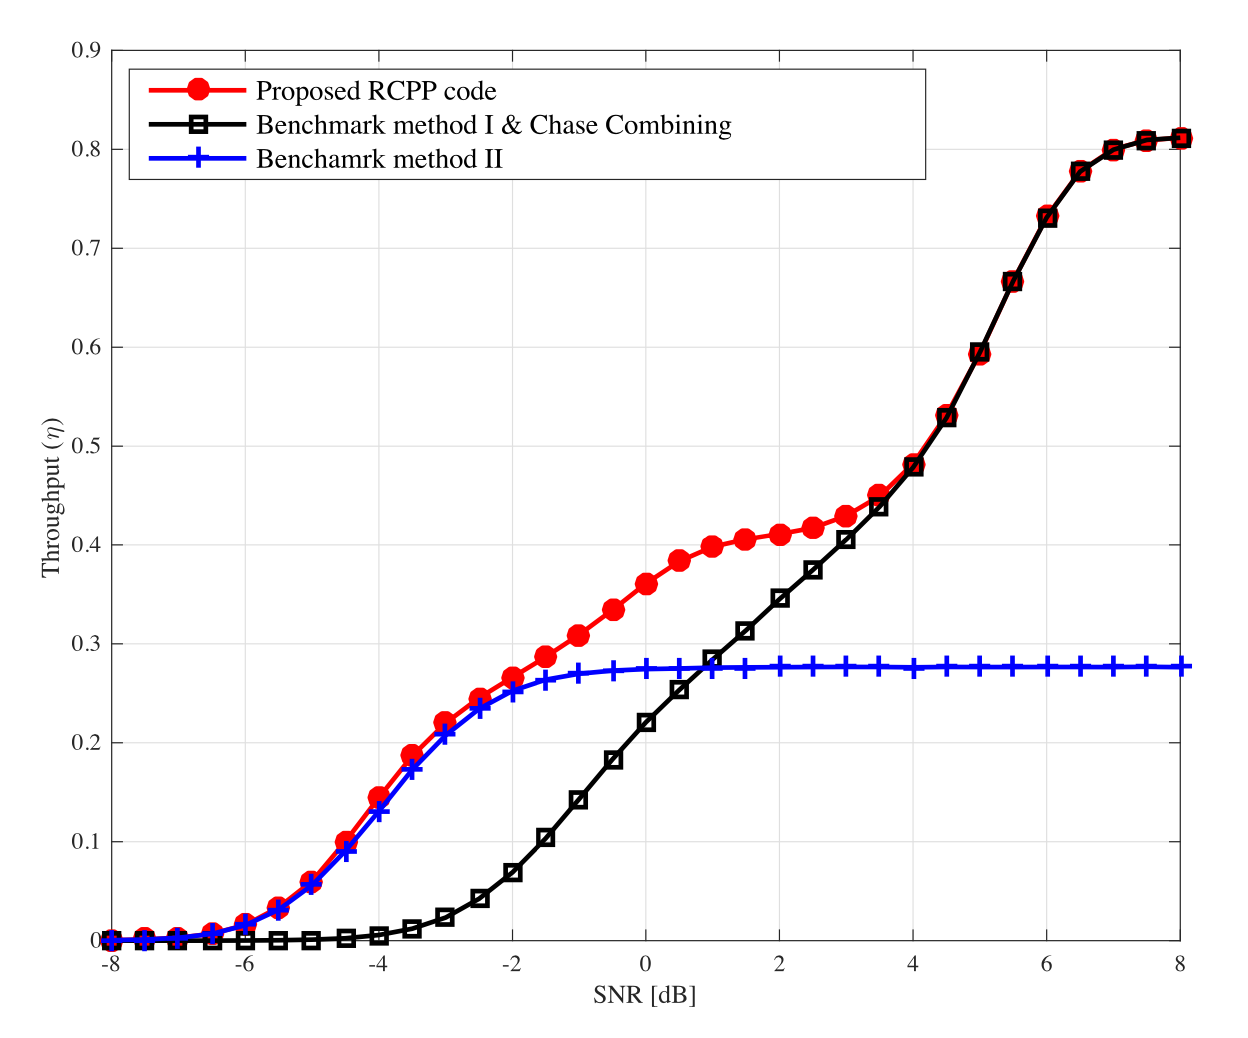 0.9
Proposed RCPP code
Benchmark method I & Chase Combining
Benchamrk method II
0.8
0.7
0.6
0.5
0.4
0.3
0.2
0.1
0
Throughput (η)
-8 -6 -4 -2 0 2 4 6 8
SNR [dB]